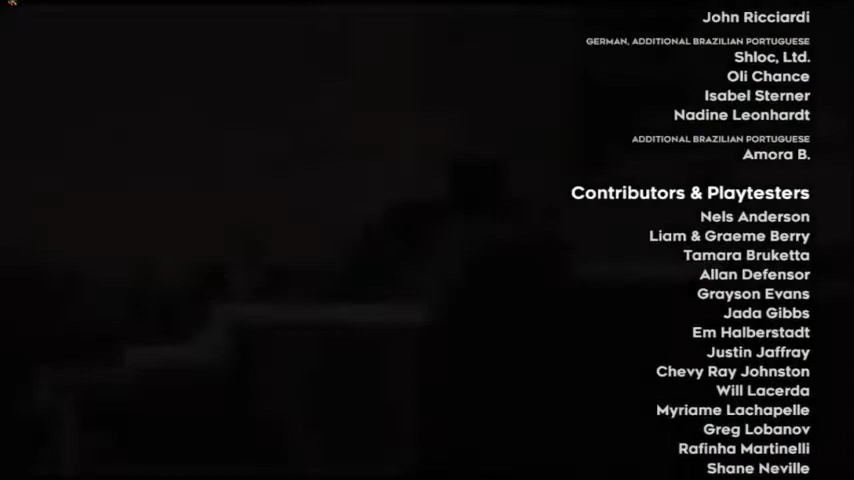 John Ricciardi
GERMAN, ADDITIONAL BRAZILIAN PORTUGUESE
Shloc, Ltd.
Oli Chance
Isabel Sterner
Nadine Leonhardt
ADDITIONAL BRAZILIAN PORTUGUESE
Amora B.
Contributors & Playtesters
Nels Anderson
Liam & Graeme Berry
Tamara Bruketta
Allan Defensor
Grayson Evans
Jada Gibbs
Em Halberstadt
Justin Jaffray
Chevy Ray Johnston
Will Lacerda
Myriame Lachapelle
Greg Lobanov
Rafinha Martinelli
Shane Neville